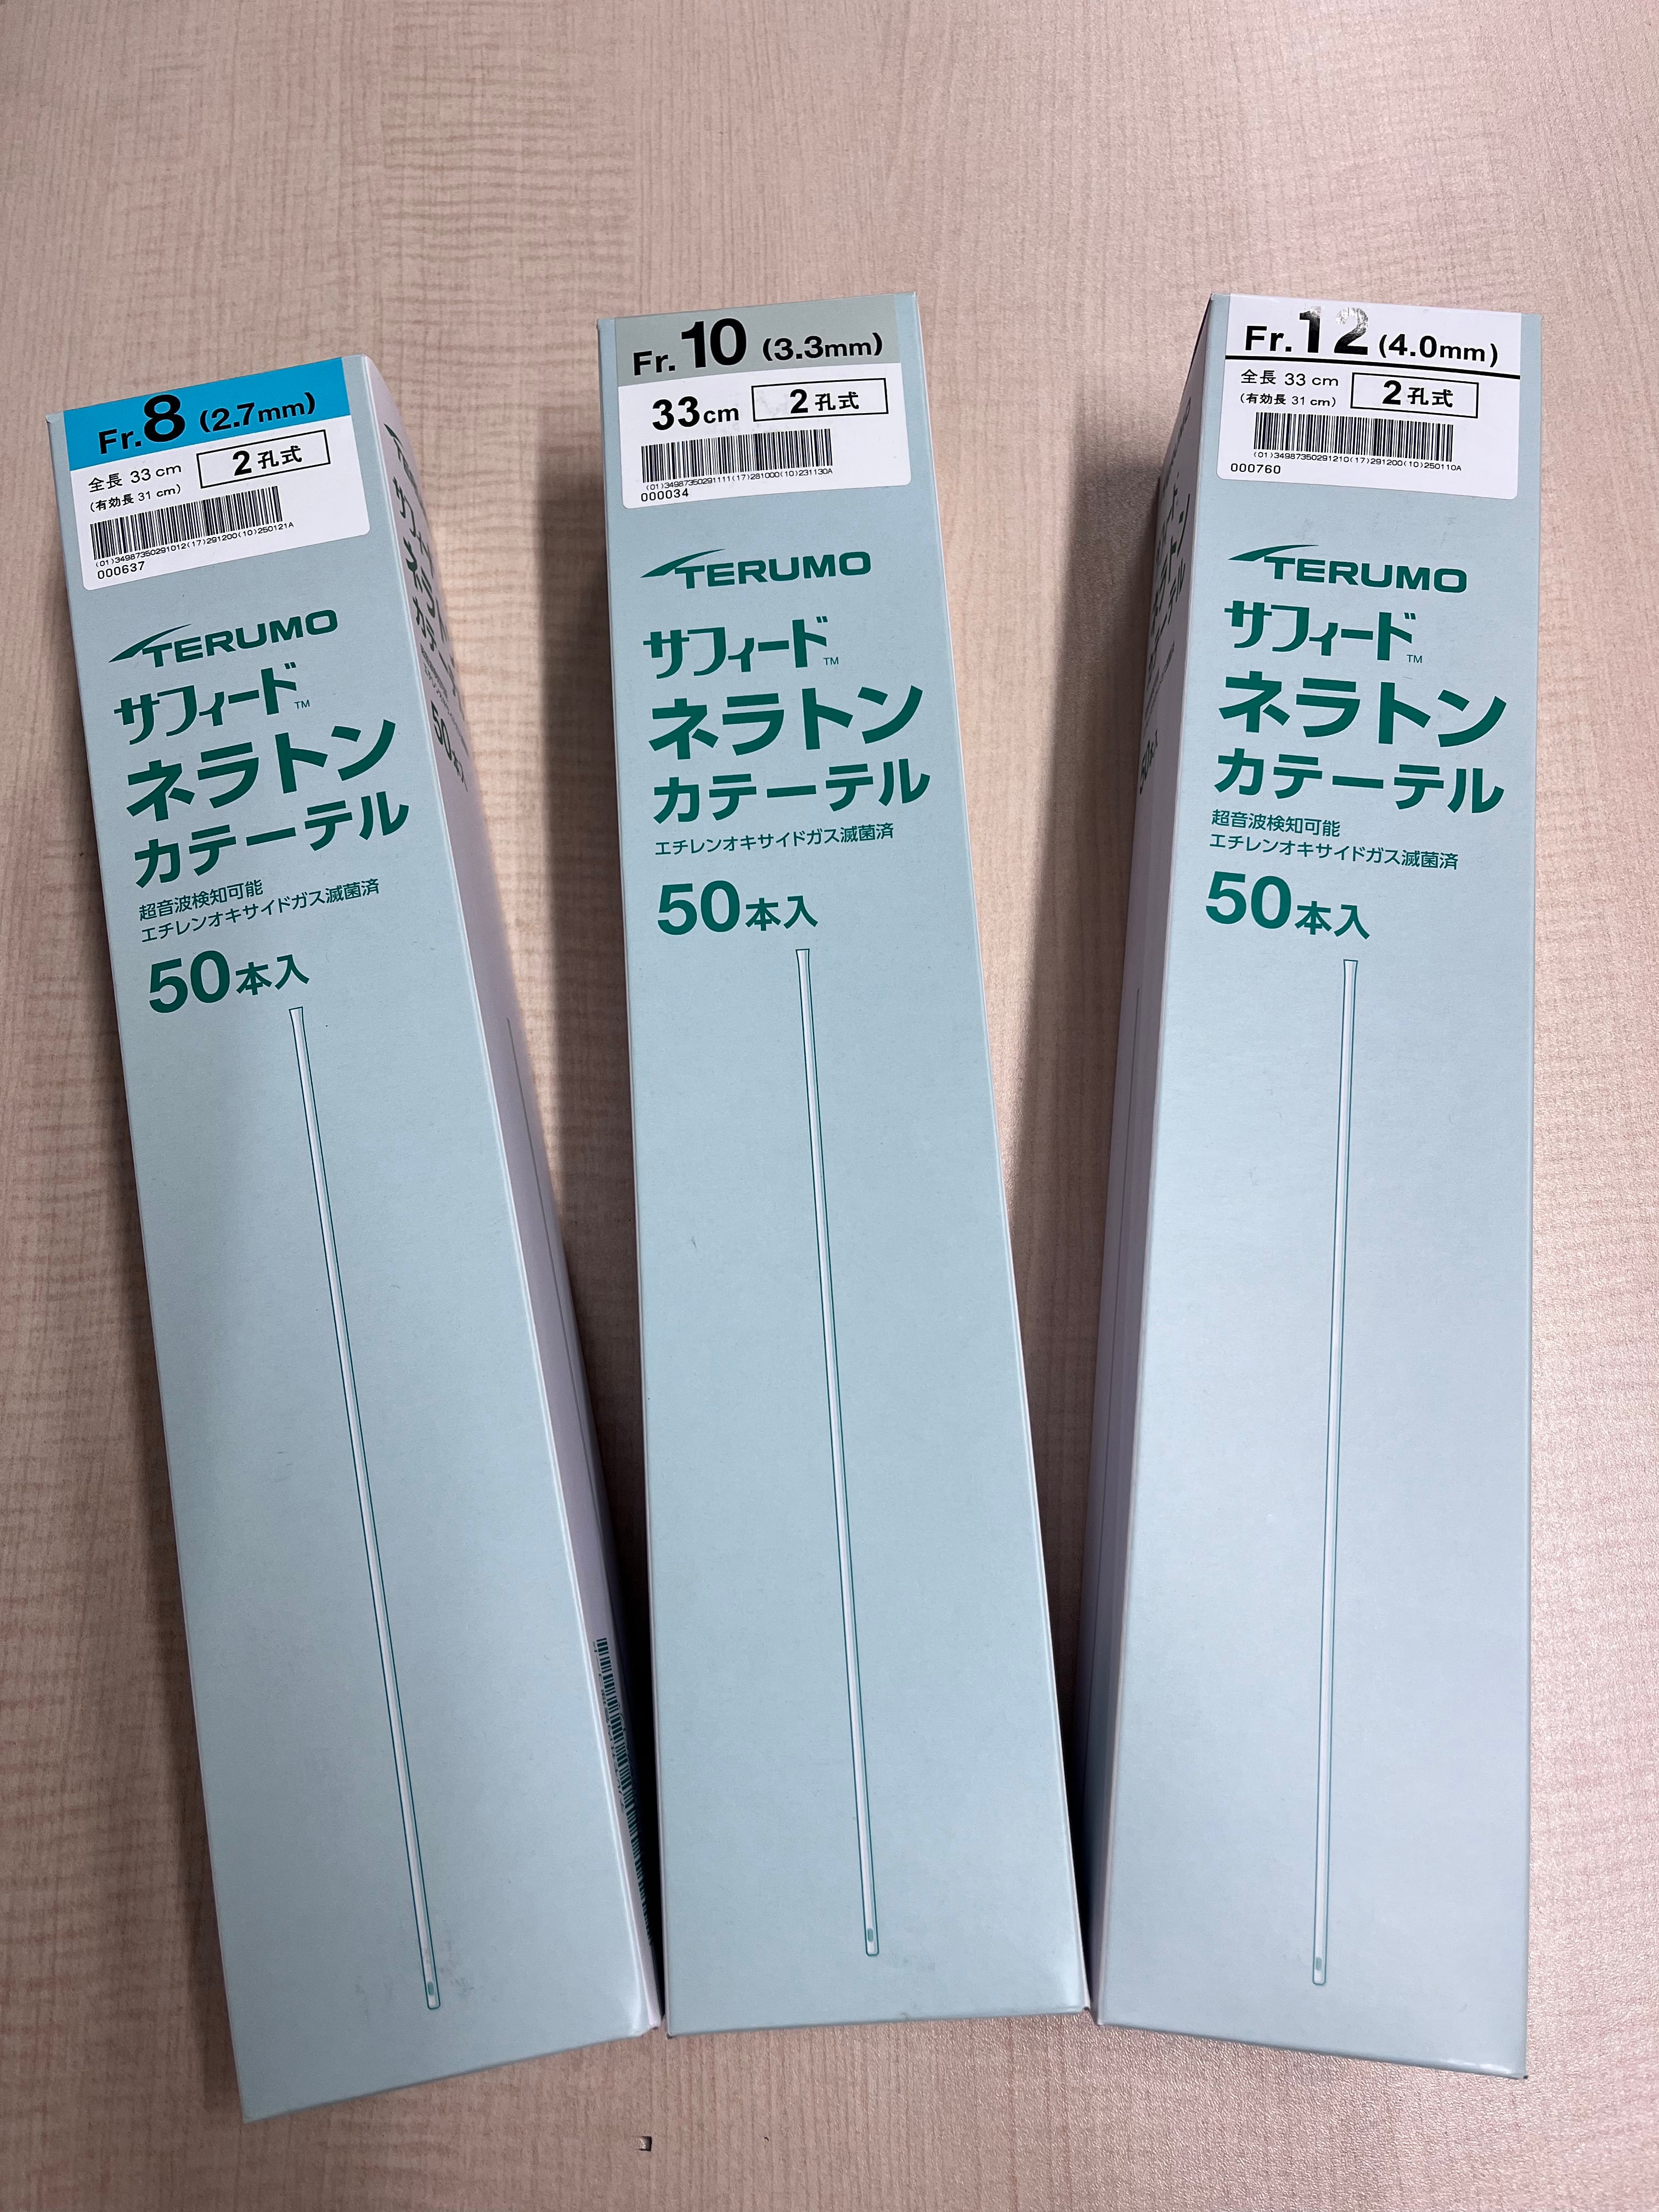 Fr.8 (2.7mm)
全長 33 cm
(有効長 31 cm)
2孔式
(01)34987350291012(17)291200(10)250121A
000637
TERUMO
サフィード™
ネラトン
カテーテル
超音波検知可能
エチレンオキサイドガス滅菌済
50本入
Fr.10 (3.3mm)
33cm
2孔式
(01)34987350291111(17)281000(10)231130A
000034
TERUMO
サフィード™
ネラトン
カテーテル
エチレンオキサイドガス滅菌済
50本入
Fr.12 (4.0mm)
全長 33 cm
(有効長 31 cm)
2孔式
(01)34987350291210(17)291200(10)250110A
000760
TERUMO
サフィード™
ネラトン
カテーテル
超音波検知可能
エチレンオキサイドガス滅菌済
50本入